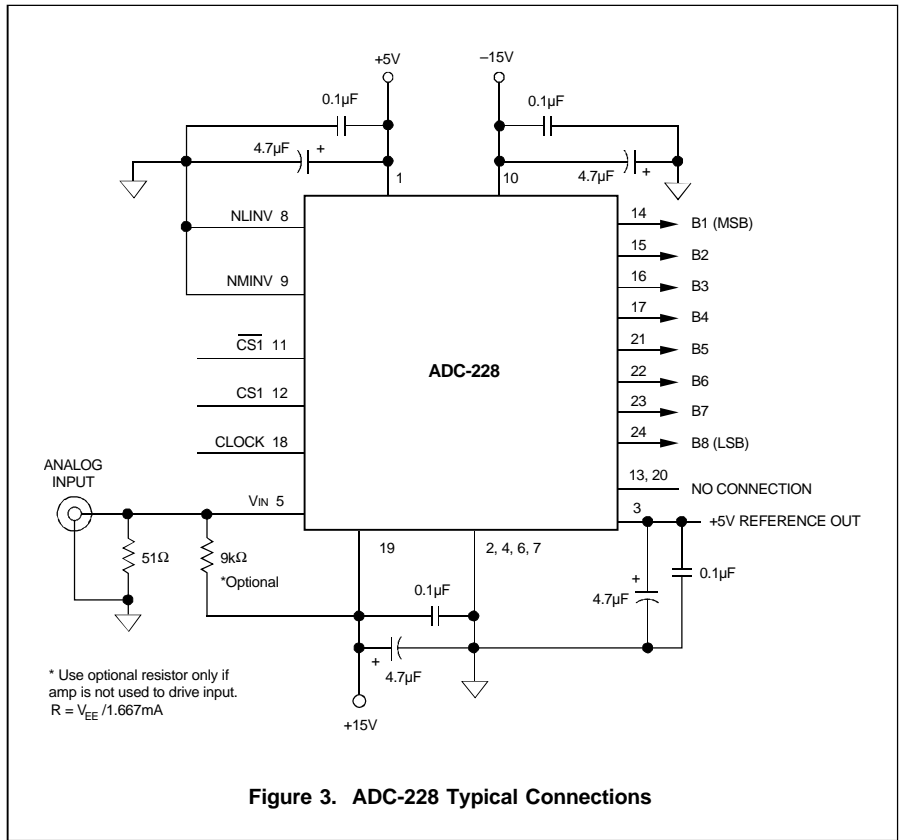 +5V
–15V
0.1µF
0.1µF
4.7µF +
4.7µF +
1
10
NLINV 8
NMINV 9
CS1 11
CS1 12
CLOCK 18
ANALOG
INPUT
VIN 5
ADC-228
14 B1 (MSB)
15 B2
16 B3
17 B4
21 B5
22 B6
23 B7
24 B8 (LSB)
13, 20 NO CONNECTION
3 +5V REFERENCE OUT
51Ω
9kΩ
*Optional
19
2, 4, 6, 7
0.1µF
+ 4.7µF
+
4.7µF
0.1µF
+15V
* Use optional resistor only if
amp is not used to drive input.
R = VEE /1.667mA
Figure 3. ADC-228 Typical Connections